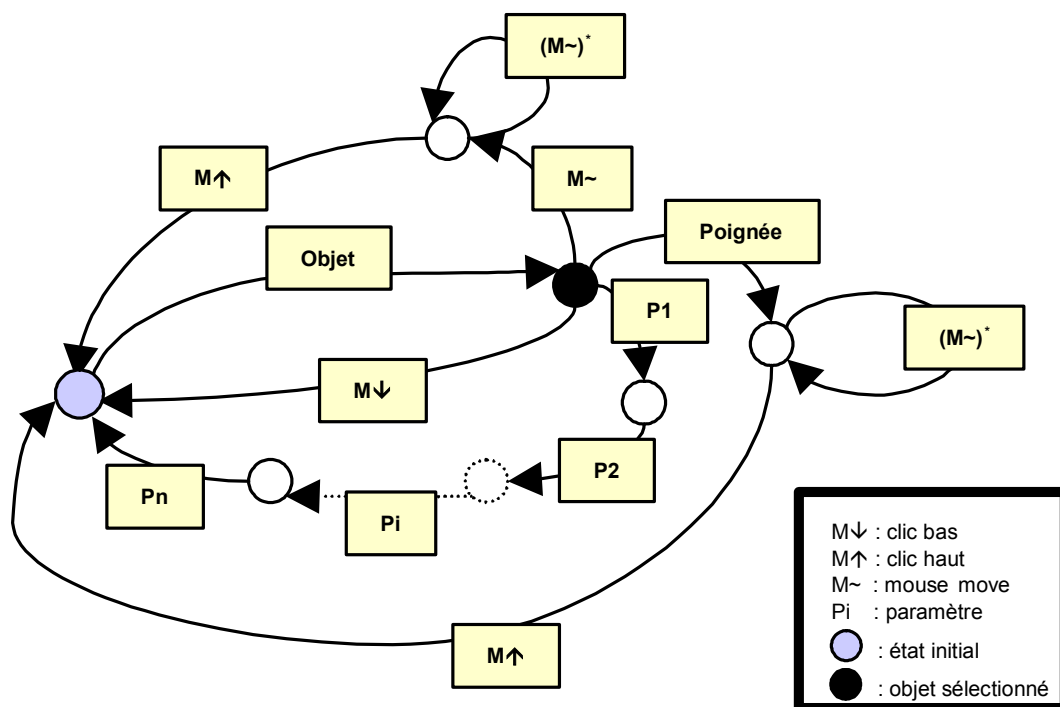 (M~)*
M↑
M~
Poignée
Objet
P1
(M~)*
M↓
P2
Pn
Pi
M↑
M↓ : clic bas
M↑ : clic haut
M~ : mouse move
Pi : paramètre
: état initial
: objet sélectionné